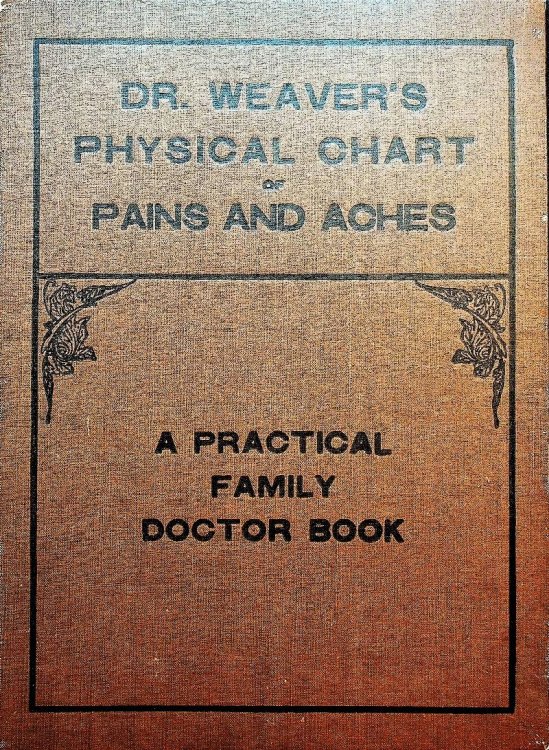 DR. WEAVER'S
PHYSICAL CHART
OF
PAINS AND ACHES
A PRACTICAL
FAMILY
DOCTOR BOOK